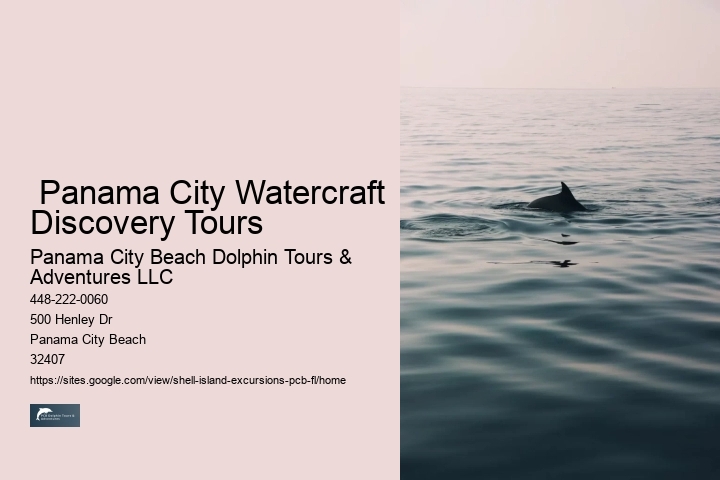 Panama City Watercraft
Discovery Tours
Panama City Beach Dolphin Tours &
Adventures LLC
448-222-0060
500 Henley Dr
Panama City Beach
32407
https://sites.google.com/view/shell-island-excursions-pcb-fl/home